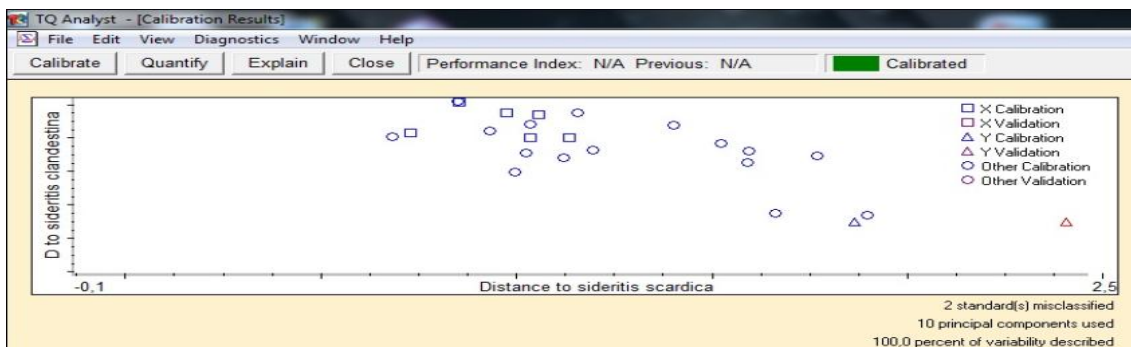 TQ Analyst - [Calibration Results]
File Edit View Diagnostics Window Help
Calibrate Quantify Explain Close Performance Index: N/A Previous: N/A Calibrated
D to sideritis clandestina
X Calibration
X Validation
Y Calibration
Y Validation
Other Calibration
Other Validation
-0,1 Distance to sideritis scardica 2,5
2 standard(s) misclassified
10 principal components used
100,0 percent of variability described